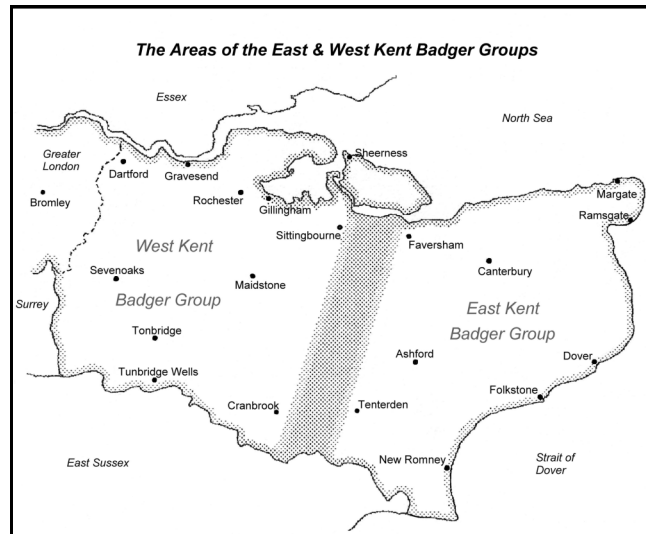 The Areas of the East & West Kent Badger Groups
Essex
North Sea
Greater
London
Dartford
Gravesend
Sheerness
Bromley
Rochester
Gillingham
Margate
Ramsgate
Sittingbourne
Faversham
West Kent
Canterbury
Sevenoaks
Maidstone
Surrey
Badger Group
East Kent
Badger Group
Tonbridge
Ashford
Dover
Tunbridge Wells
Folkstone
Cranbrook
Tenterden
East Sussex
New Romney
Strait of
Dover